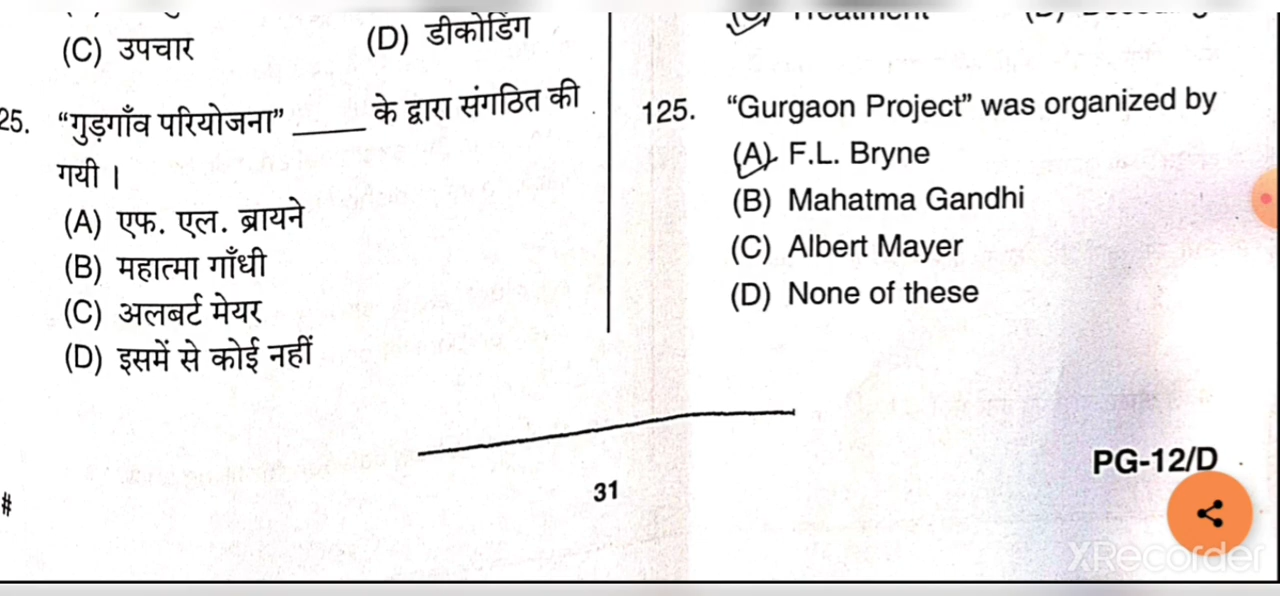 (C) उपचार
(D) डीकोडिंग
25. “गुड़गाँव परियोजना” ____ के द्वारा संगठित की
गयी ।
(A) एफ. एल. ब्रायने
(B) महात्मा गाँधी
(C) अलबर्ट मेयर
(D) इसमें से कोई नहीं
#
(C) Treatment
125. “Gurgaon Project” was organized by
(A) F.L. Bryne
(B) Mahatma Gandhi
(C) Albert Mayer
(D) None of these
31
PG-12/D
XRecorder